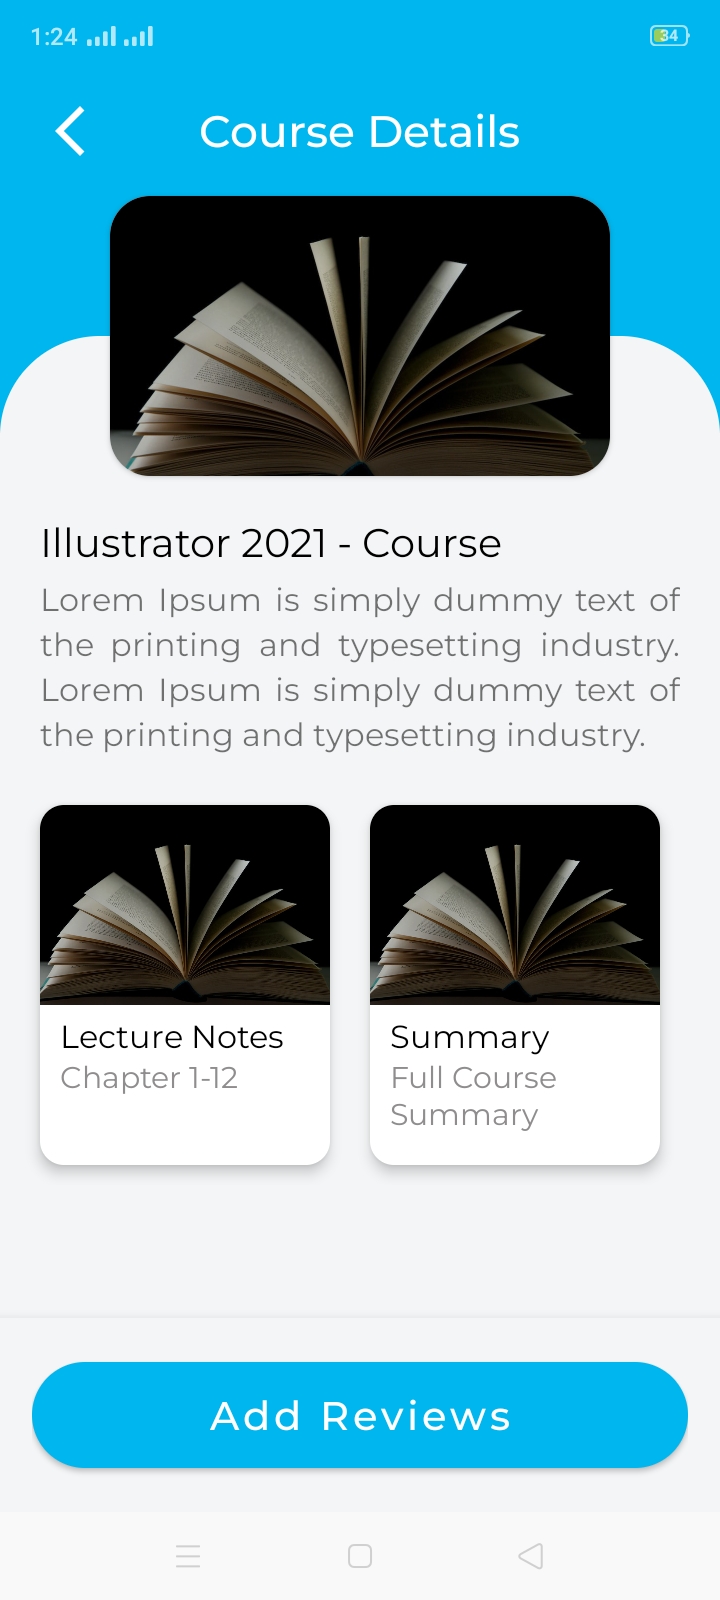 1:24
34
Course Details
Illustrator 2021 - Course
Lorem Ipsum is simply dummy text of
the printing and typesetting industry.
Lorem Ipsum is simply dummy text of
the printing and typesetting industry.
Lecture Notes
Chapter 1-12
Summary
Full Course
Summary
Add Reviews